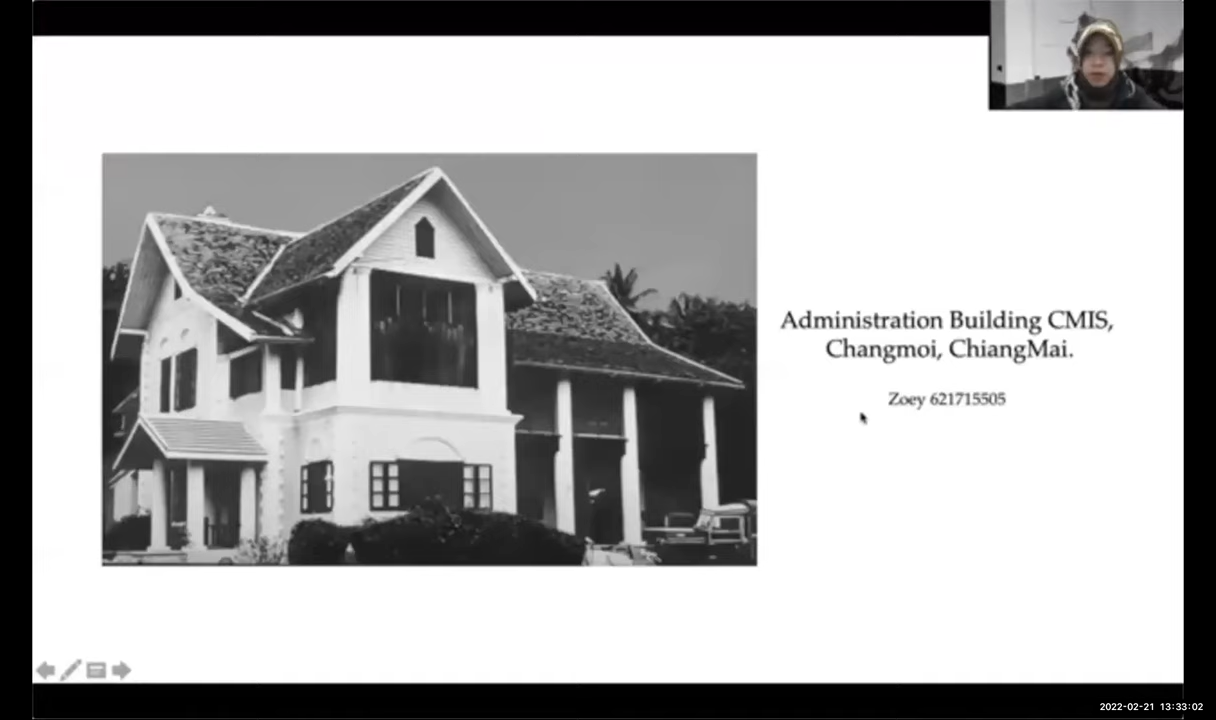 Administration Building CMIS,
Changmoi, ChiangMai.
Zoey 621715505
2022-02-21 13:33:02